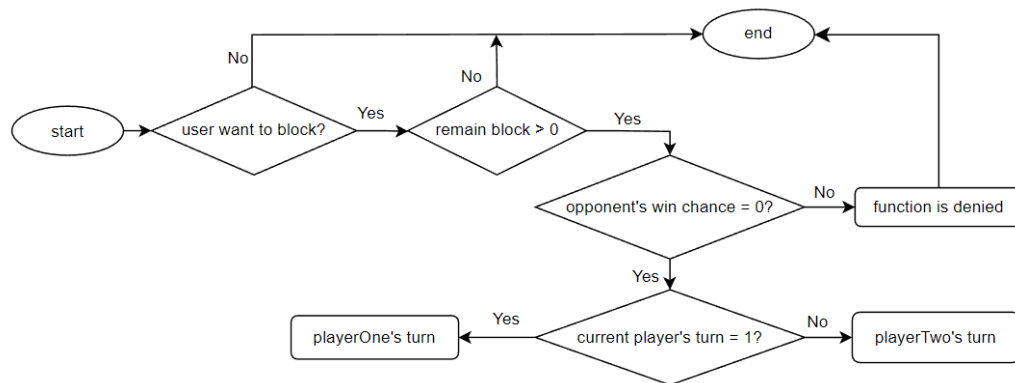 end
No
No
Yes
start
user want to block?
remain block > 0
Yes
opponent's win chance = 0?
No
function is denied
Yes
playerOne's turn
Yes
current player's turn = 1?
No
playerTwo's turn